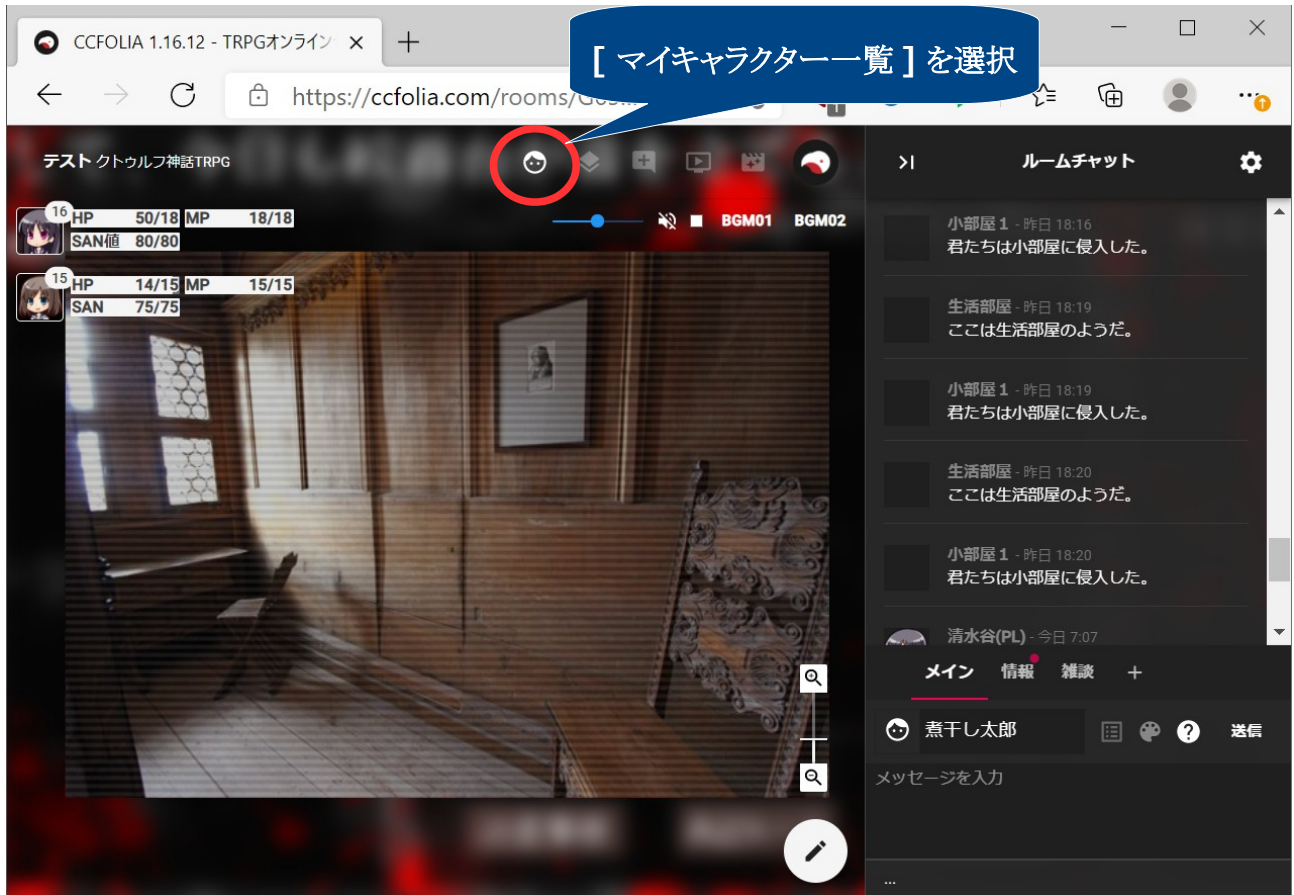 CCFOLIA 1.16.12 - TRPGオンライン
[ マイキャラクター一覧 ] を選択
https://ccfolia.com/rooms/
1
テスト クトゥルフ神話TRPG
BGM01 BGM02
16 HP 50/18 MP 18/18
SAN値 80/80
15 HP 14/15 MP 15/15
SAN 75/75
ルームチャット
小部屋1 - 昨日 18:16
君たちは小部屋に侵入した。
生活部屋 - 昨日 18:19
ここは生活部屋のようだ。
小部屋1 - 昨日 18:19
君たちは小部屋に侵入した。
生活部屋 - 昨日 18:20
ここは生活部屋のようだ。
小部屋1 - 昨日 18:20
君たちは小部屋に侵入した。
清水谷(PL) - 今日 7:07
メイン 情報 雑談 +
煮干し太郎 ? 送信
メッセージを入力
...